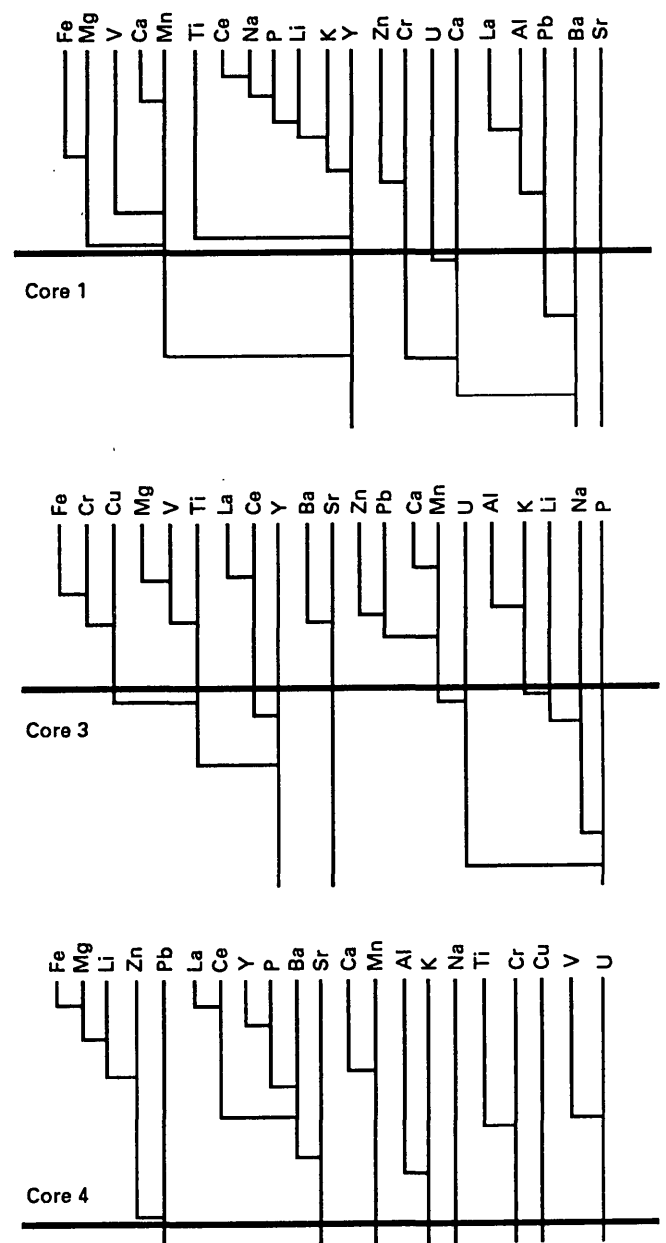 Fe Mg V Ca Mn Ti Ce Na P Li K Y Zn Cr U Ca La Al Pb Ba Sr
Core 1
Fe Cr Cu Mg V Ti La Ce Y Ba Sr Zn Pb Ca Mn U Al K Li Na P
Core 3
Fe Mg Li Zn Pb La Ce Y P Ba Sr Ca Mn Al K Na Ti Cr Cu V U
Core 4